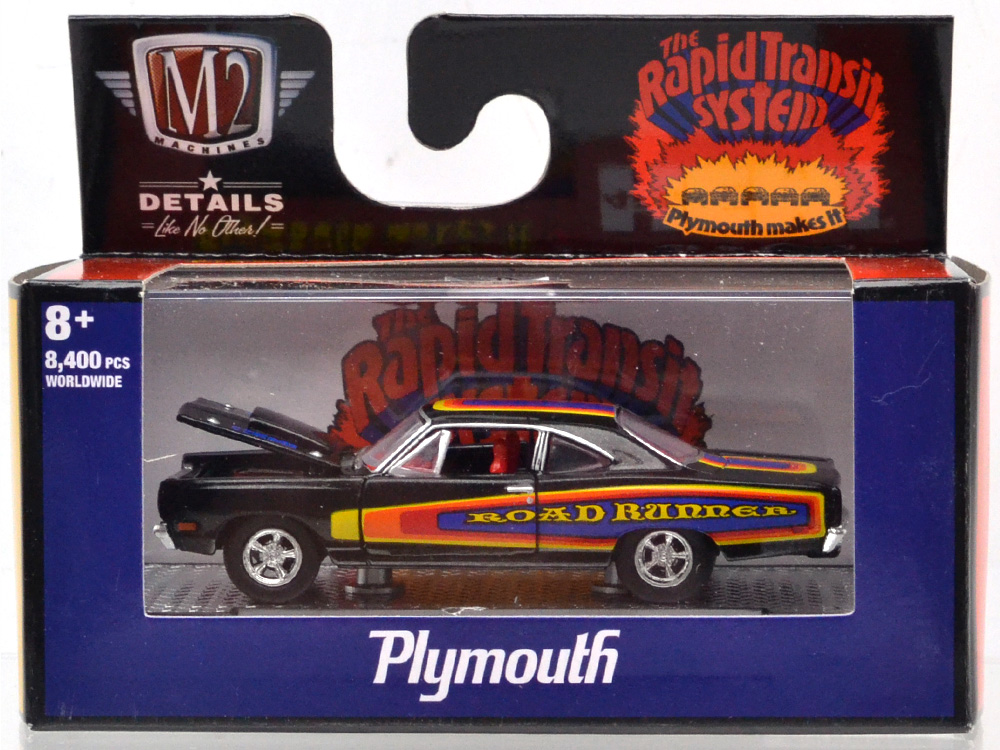 M2
MACHINES
DETAILS
Like No Other!
The
Rapid Transit
SYSTEM
Plymouth makes it
8+
8,400 PCS
WORLDWIDE
The
Rapid Transit
ROAD RUNNER
Plymouth